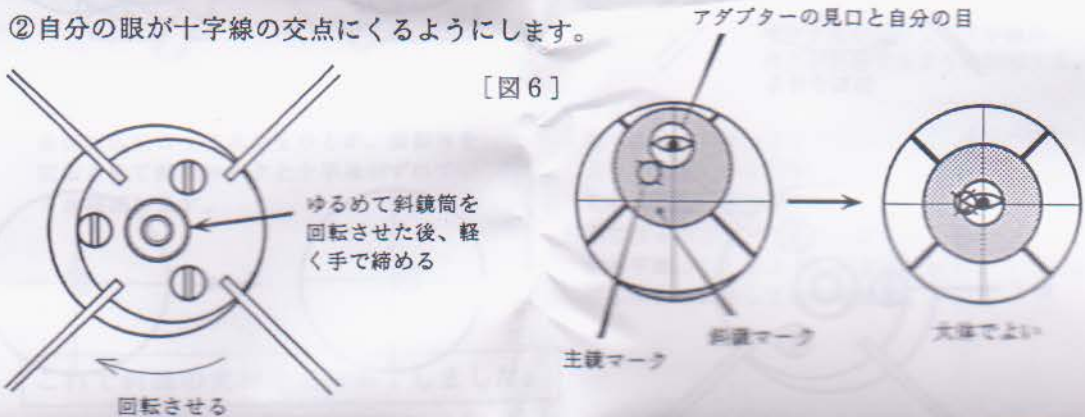 ②自分の眼が十字線の交点にくるようにします。
アダプターの見口と自分の目
[図6]
ゆるめて斜鏡筒を
回転させた後、軽
く手で締める
回転させる
主鏡マーク
斜鏡マーク
大体でよい